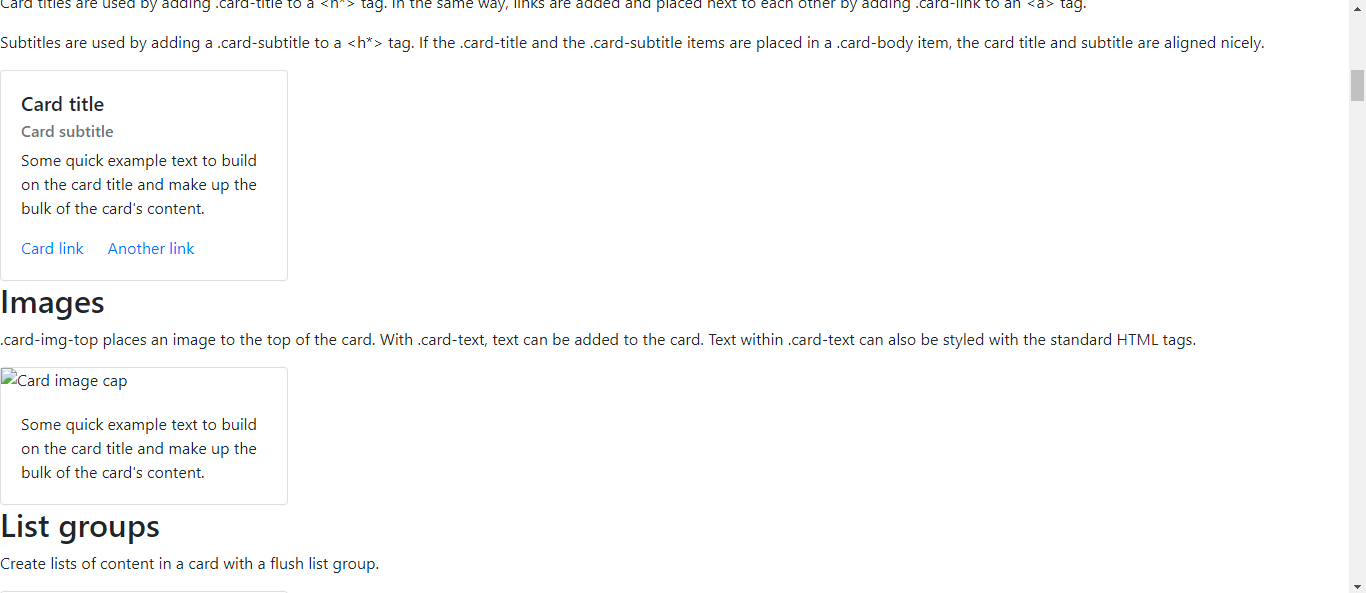 Card titles are used by adding .card-title to a <h*> tag. In the same way, links are added and placed next to each other by adding .card-link to an <a> tag.
Subtitles are used by adding a .card-subtitle to a <h*> tag. If the .card-title and the .card-subtitle items are placed in a .card-body item, the card title and subtitle are aligned nicely.
Card title
Card subtitle
Some quick example text to build
on the card title and make up the
bulk of the card's content.
Card link Another link
Images
.card-img-top places an image to the top of the card. With .card-text, text can be added to the card. Text within .card-text can also be styled with the standard HTML tags.
Card image cap
Some quick example text to build
on the card title and make up the
bulk of the card's content.
List groups
Create lists of content in a card with a flush list group.